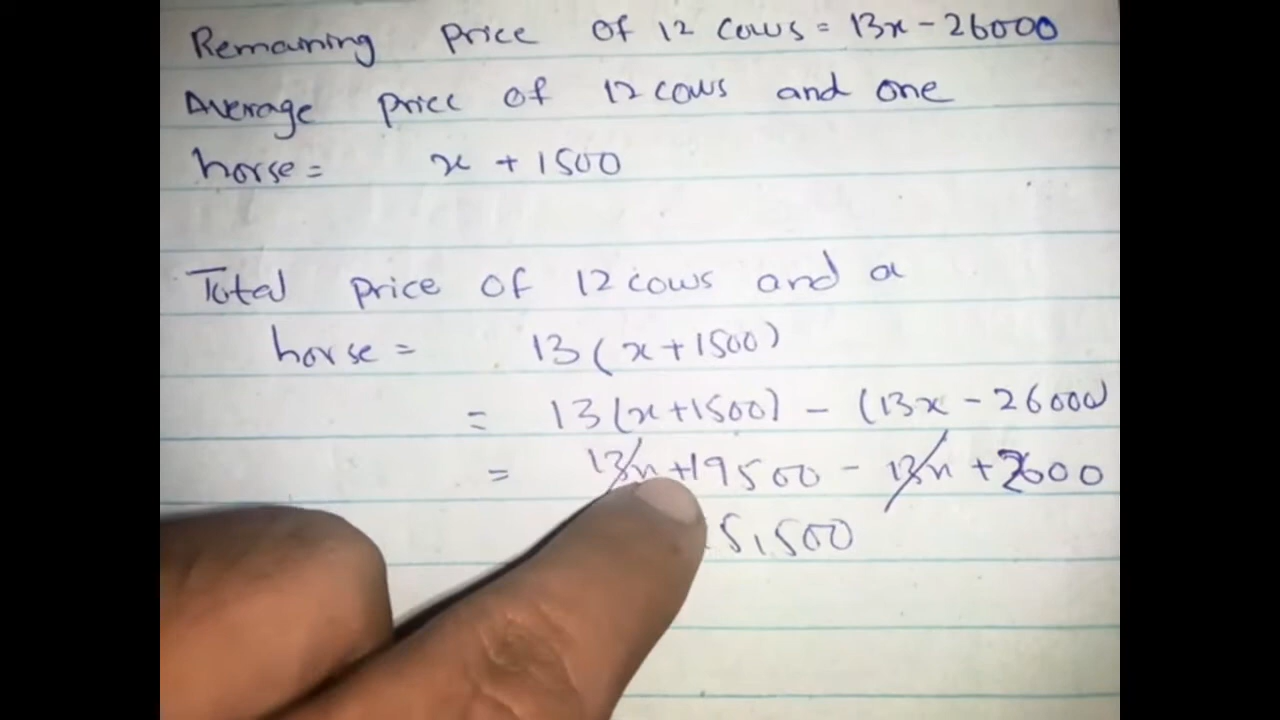 Remaining price of 12 cows = 13x - 26000
Average price of 12 cows and one
horse = x + 1500
Total price of 12 cows and a
horse = 13 (x + 1500)
= 13(x+1500) - (13x - 26000)
= 13x +19500 - 13x + 2600
5,500